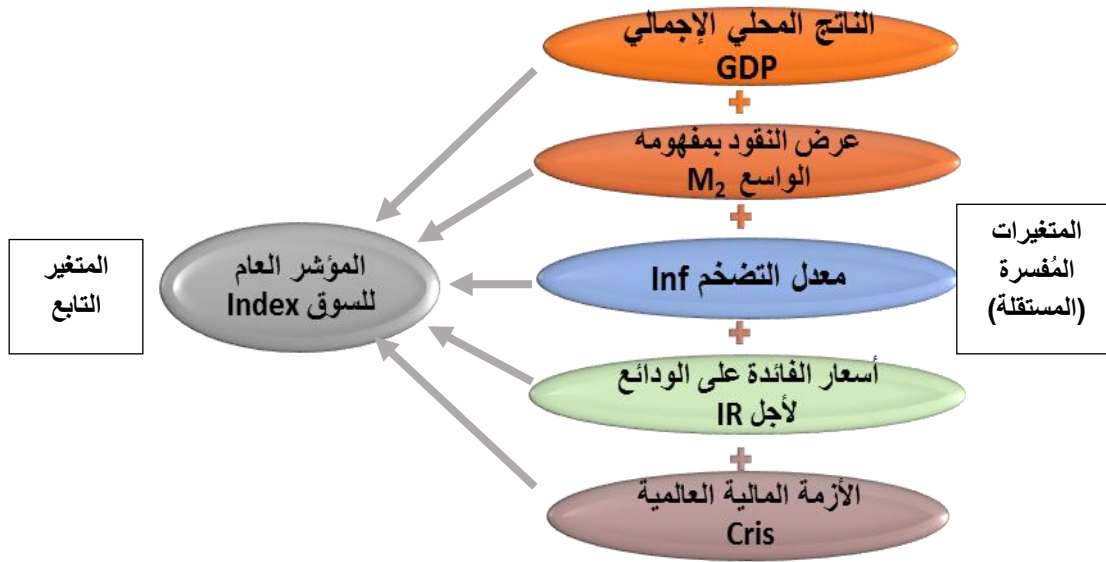 الناتج المحلي الإجمالي
GDP
عرض النقود بمفهومه
الواسع M₂
معدل التضخم Inf
أسعار الفائدة على الودائع
لأجل IR
الأزمة المالية العالمية
Cris
المتغيرات
المُفسرة
(المستقلة)
المؤشر العام
للسوق Index
المتغير
التابع